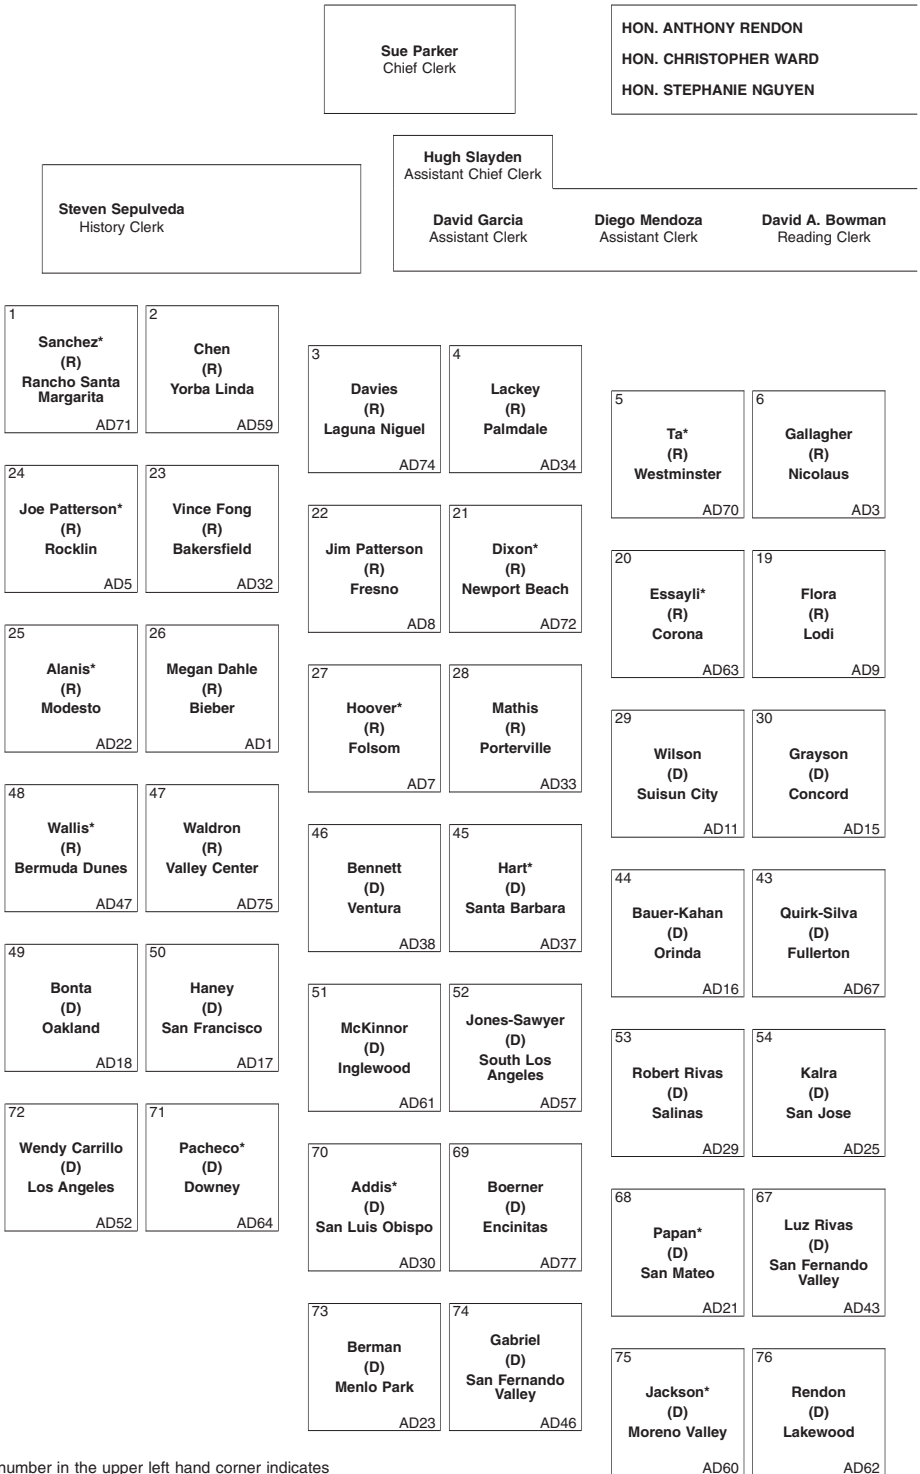 Sue Parker
Chief Clerk
HON. ANTHONY RENDON
HON. CHRISTOPHER WARD
HON. STEPHANIE NGUYEN
Hugh Slayden
Assistant Chief Clerk
Steven Sepulveda
History Clerk
David Garcia
Assistant Clerk
Diego Mendoza
Assistant Clerk
David A. Bowman
Reading Clerk
1
Sanchez*
(R)
Rancho Santa
Margarita
AD71
2
Chen
(R)
Yorba Linda
AD59
3
Davies
(R)
Laguna Niguel
AD74
4
Lackey
(R)
Palmdale
AD34
5
Ta*
(R)
Westminster
AD70
6
Gallagher
(R)
Nicolaus
AD3
24
Joe Patterson*
(R)
Rocklin
AD5
23
Vince Fong
(R)
Bakersfield
AD32
22
Jim Patterson
(R)
Fresno
AD8
21
Dixon*
(R)
Newport Beach
AD72
20
Essayli*
(R)
Corona
AD63
19
Flora
(R)
Lodi
AD9
25
Alanis*
(R)
Modesto
AD22
26
Megan Dahle
(R)
Bieber
AD1
27
Hoover*
(R)
Folsom
AD7
28
Mathis
(R)
Porterville
AD33
29
Wilson
(D)
Suisun City
AD11
30
Grayson
(D)
Concord
AD15
48
Wallis*
(R)
Bermuda Dunes
AD47
47
Waldron
(R)
Valley Center
AD75
46
Bennett
(D)
Ventura
AD38
45
Hart*
(D)
Santa Barbara
AD37
44
Bauer-Kahan
(D)
Orinda
AD16
43
Quirk-Silva
(D)
Fullerton
AD67
49
Bonta
(D)
Oakland
AD18
50
Haney
(D)
San Francisco
AD17
51
McKinnor
(D)
Inglewood
AD61
52
Jones-Sawyer
(D)
South Los
Angeles
AD57
53
Robert Rivas
(D)
Salinas
AD29
54
Kalra
(D)
San Jose
AD25
72
Wendy Carrillo
(D)
Los Angeles
AD52
71
Pacheco*
(D)
Downey
AD64
70
Addis*
(D)
San Luis Obispo
AD30
69
Boerner
(D)
Encinitas
AD77
68
Papan*
(D)
San Mateo
AD21
67
Luz Rivas
(D)
San Fernando
Valley
AD43
73
Berman
(D)
Menlo Park
AD23
74
Gabriel
(D)
San Fernando
Valley
AD46
75
Jackson*
(D)
Moreno Valley
AD60
76
Rendon
(D)
Lakewood
AD62
number in the upper left hand corner indicates